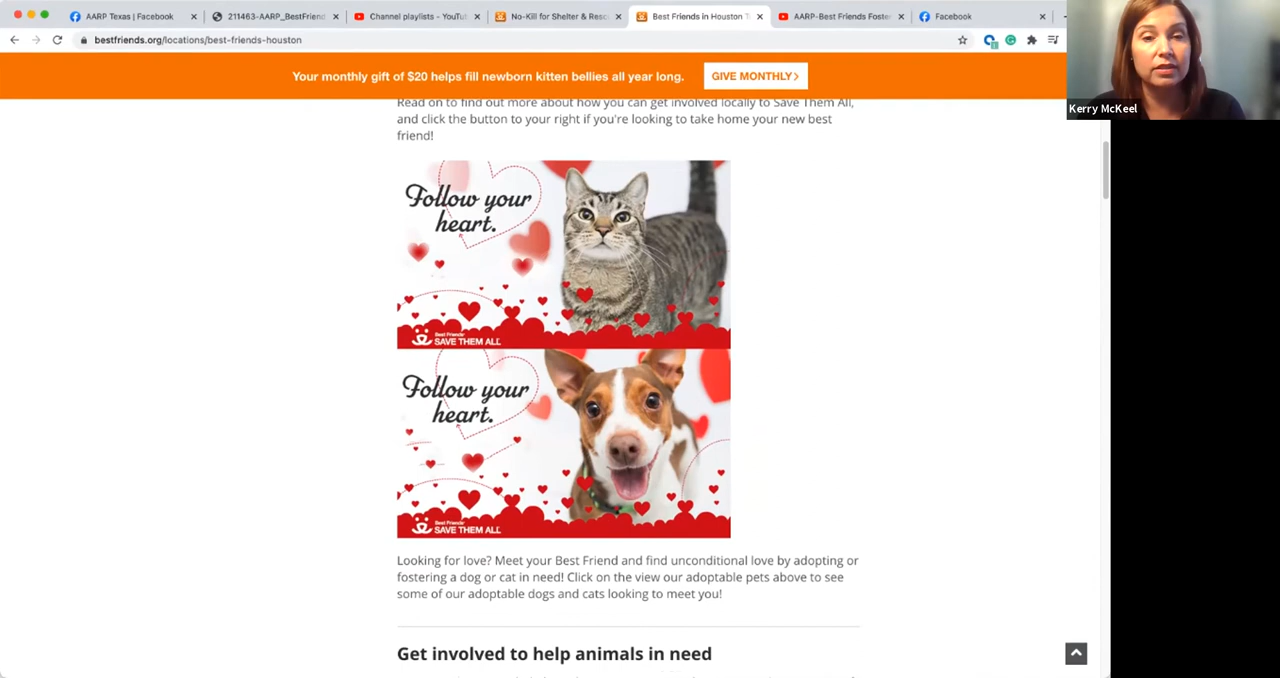 AARP Texas | Facebook
211463-AARP_BestFriend
Channel playlists - YouTu
No-Kill for Shelter & Resc
Best Friends in Houston T
AARP-Best Friends Foste
Facebook
bestfriends.org/locations/best-friends-houston
Kerry McKeel
Your monthly gift of $20 helps fill newborn kitten bellies all year long.
GIVE MONTHLY>
Read on to find out more about how you can get involved locally to Save Them All,
and click the button to your right if you're looking to take home your new best
friend!
Follow your
heart.
Best Friends
SAVE THEM ALL
Follow your
heart.
Best Friends
SAVE THEM ALL
Looking for love? Meet your Best Friend and find unconditional love by adopting or
fostering a dog or cat in need! Click on the view our adoptable pets above to see
some of our adoptable dogs and cats looking to meet you!
Get involved to help animals in need